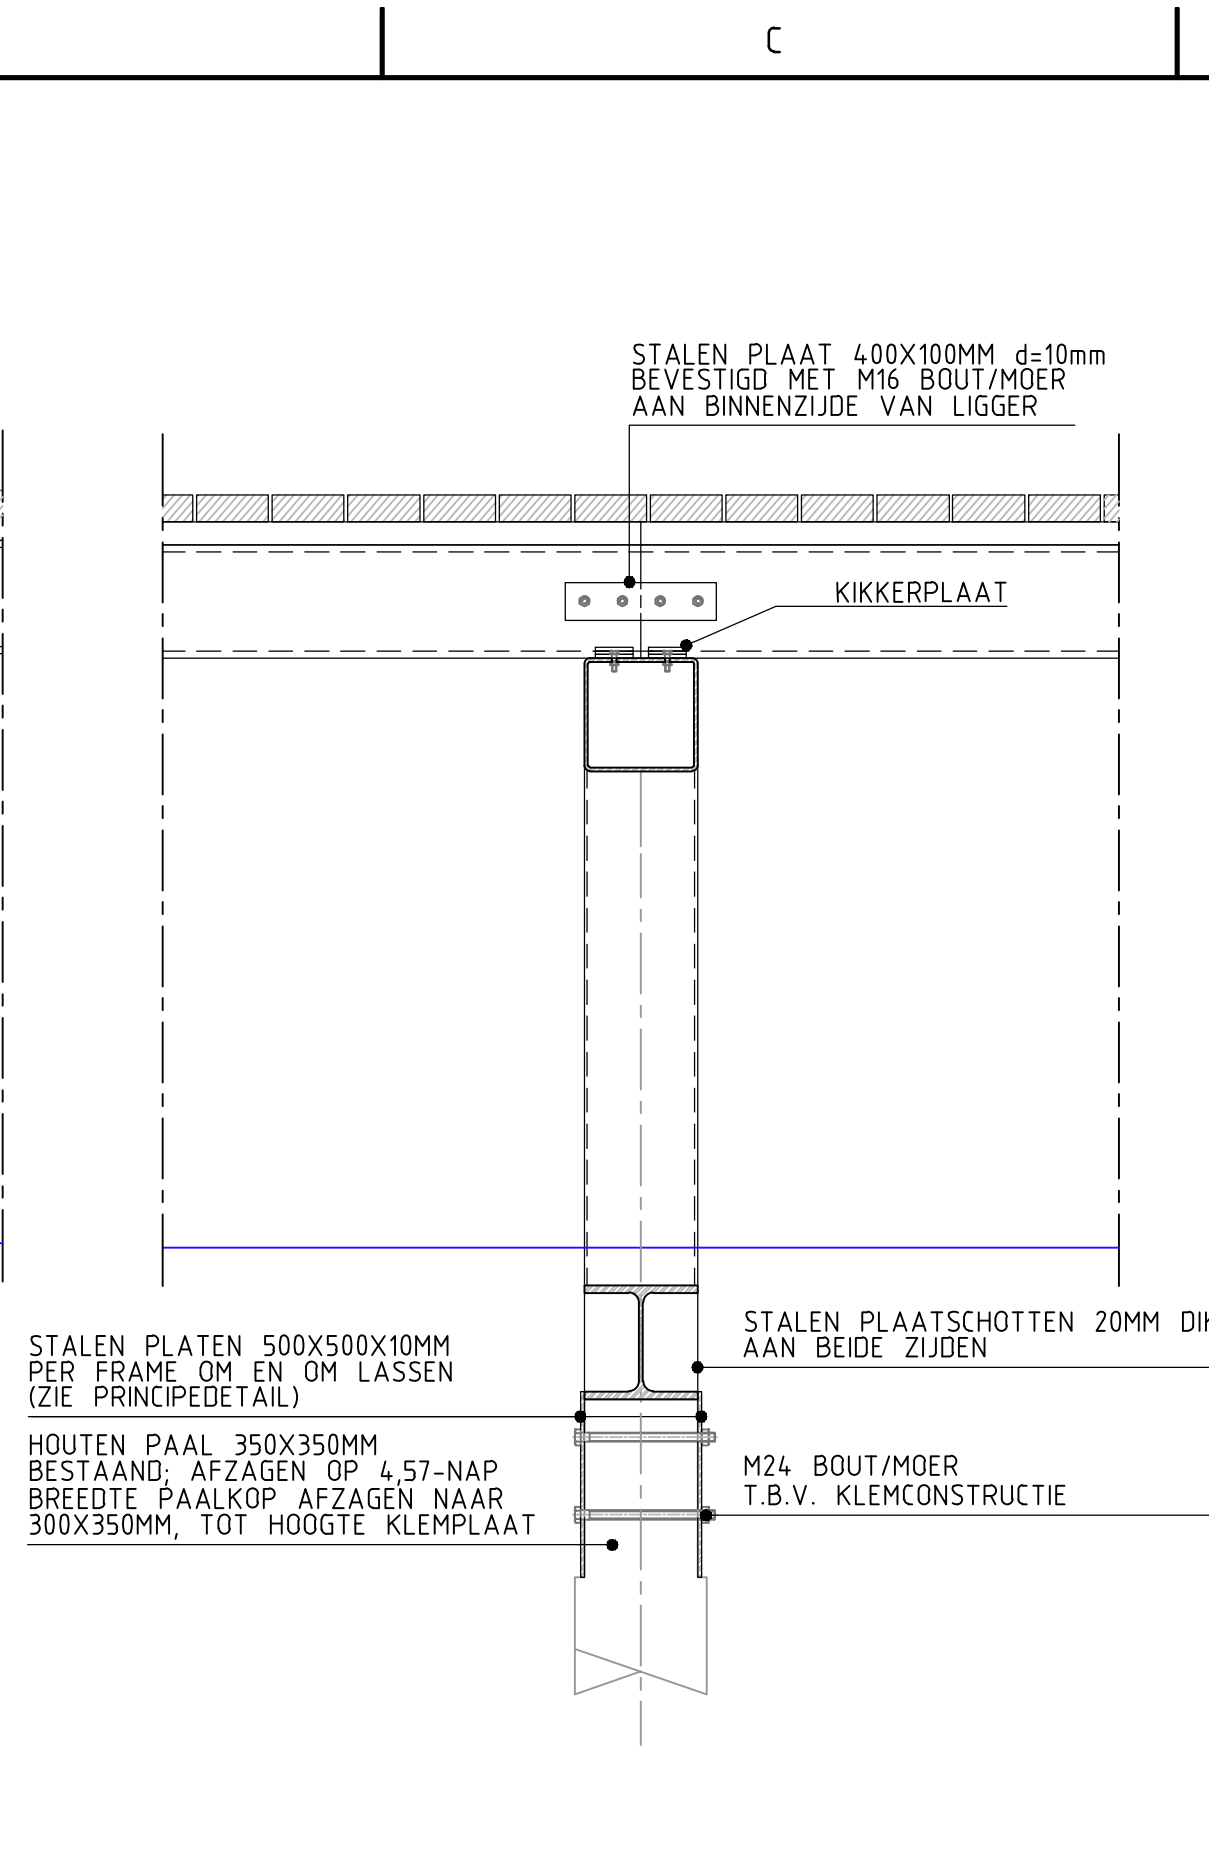 C
STALEN PLAAT 400X100MM d=10mm
BEVESTIGD MET M16 BOUT/MOER
AAN BINNENZIJDE VAN LIGGER
KIKKERPLAAT
STALEN PLAATSCHOTTEN 20MM
AAN BEIDE ZIJDEN
STALEN PLATEN 500X500X10MM
PER FRAME OM EN OM LASSEN
(ZIE PRINCIPEDETAIL)
HOUTEN PAAL 350X350MM
BESTAAND; AFZAGEN OP 4,57-NAP
BREEDTE PAALKOP AFZAGEN NAAR
300X350MM, TOT HOOGTE KLEMPLAAT
M24 BOUT/MOER
T.B.V. KLEMCONSTRUCTIE